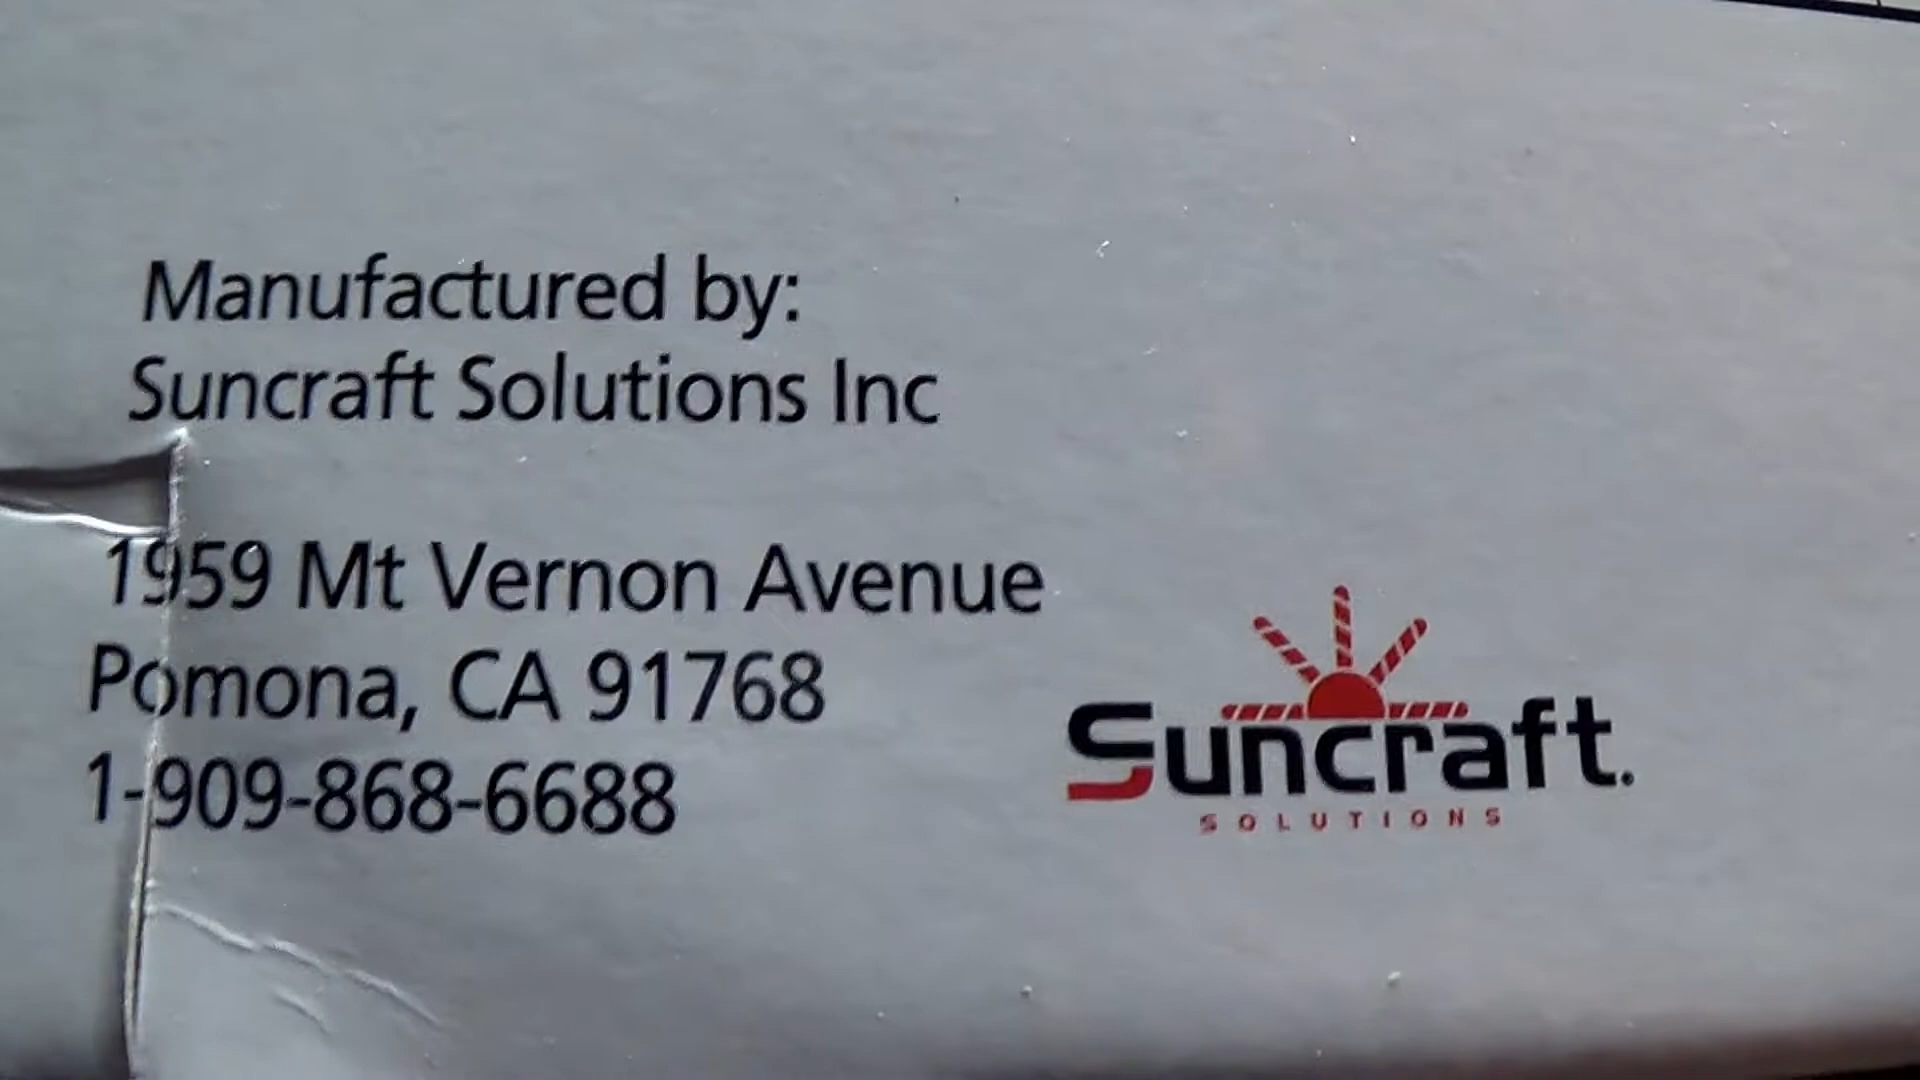 Manufactured by:
Suncraft Solutions Inc
1959 Mt Vernon Avenue
Pomona, CA 91768
1-909-868-6688
Suncraft.
SOLUTIONS